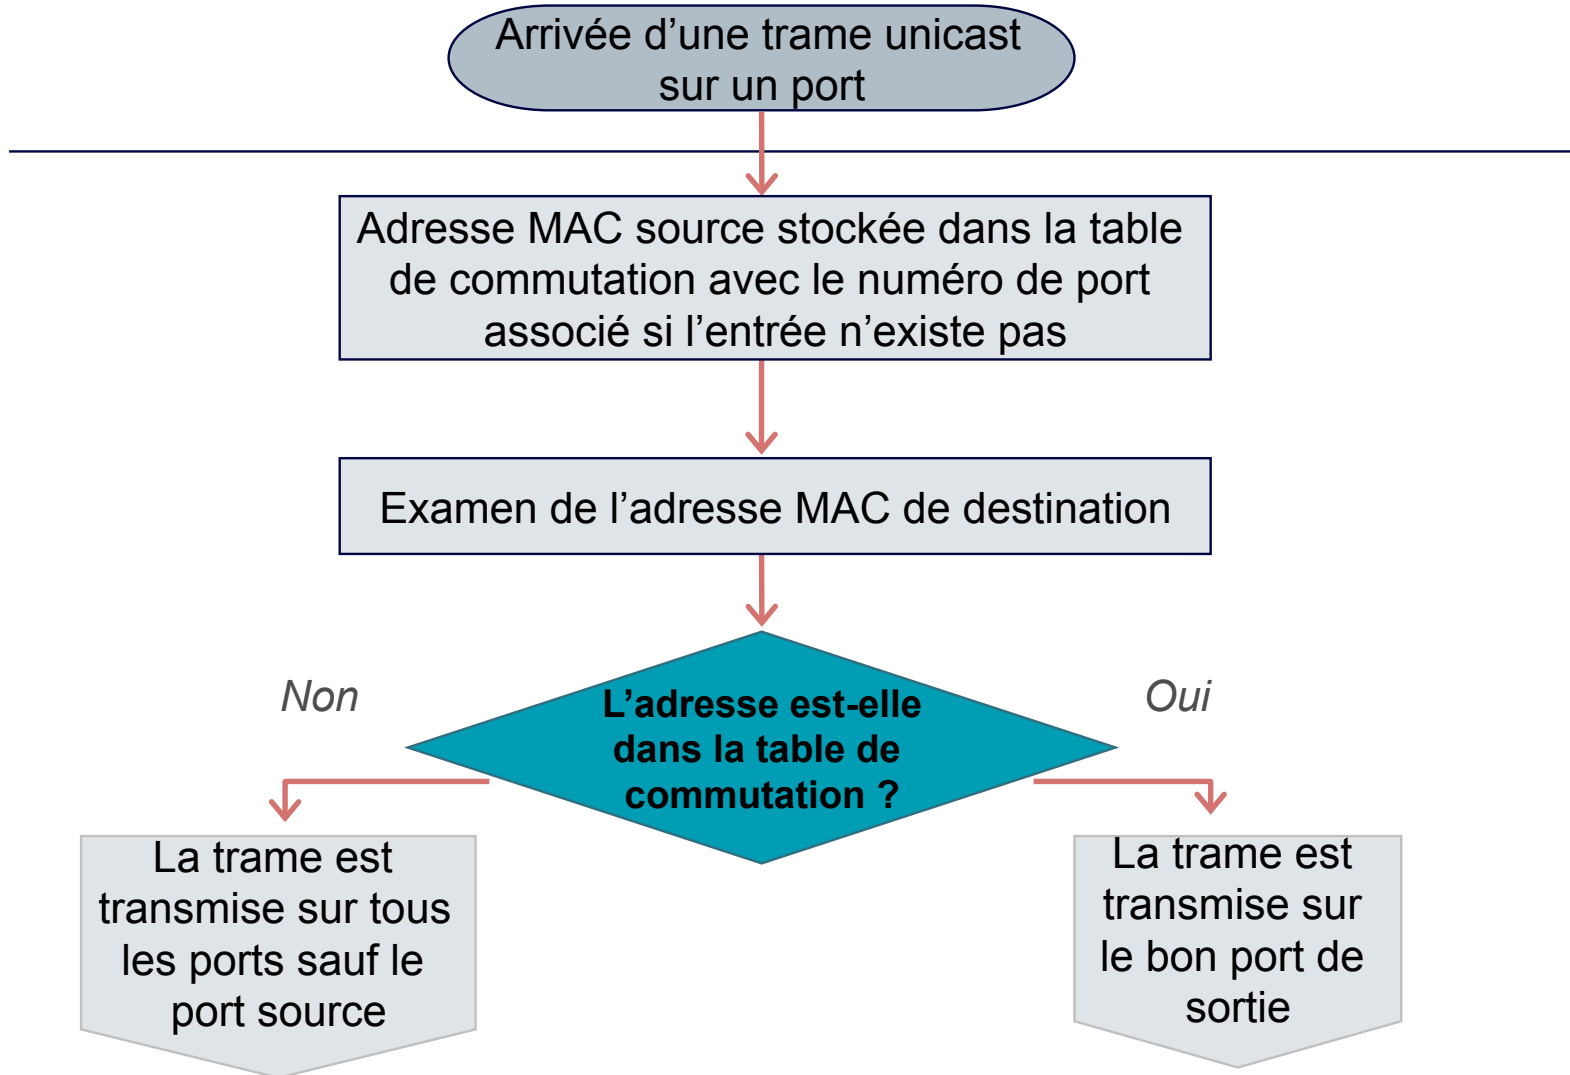 Arrivée d’une trame unicast
sur un port
Adresse MAC source stockée dans la table
de commutation avec le numéro de port
associé si l’entrée n’existe pas
Examen de l’adresse MAC de destination
Non
Oui
L’adresse est-elle
dans la table de
commutation ?
La trame est
transmise sur tous
les ports sauf le
port source
La trame est
transmise sur
le bon port de
sortie